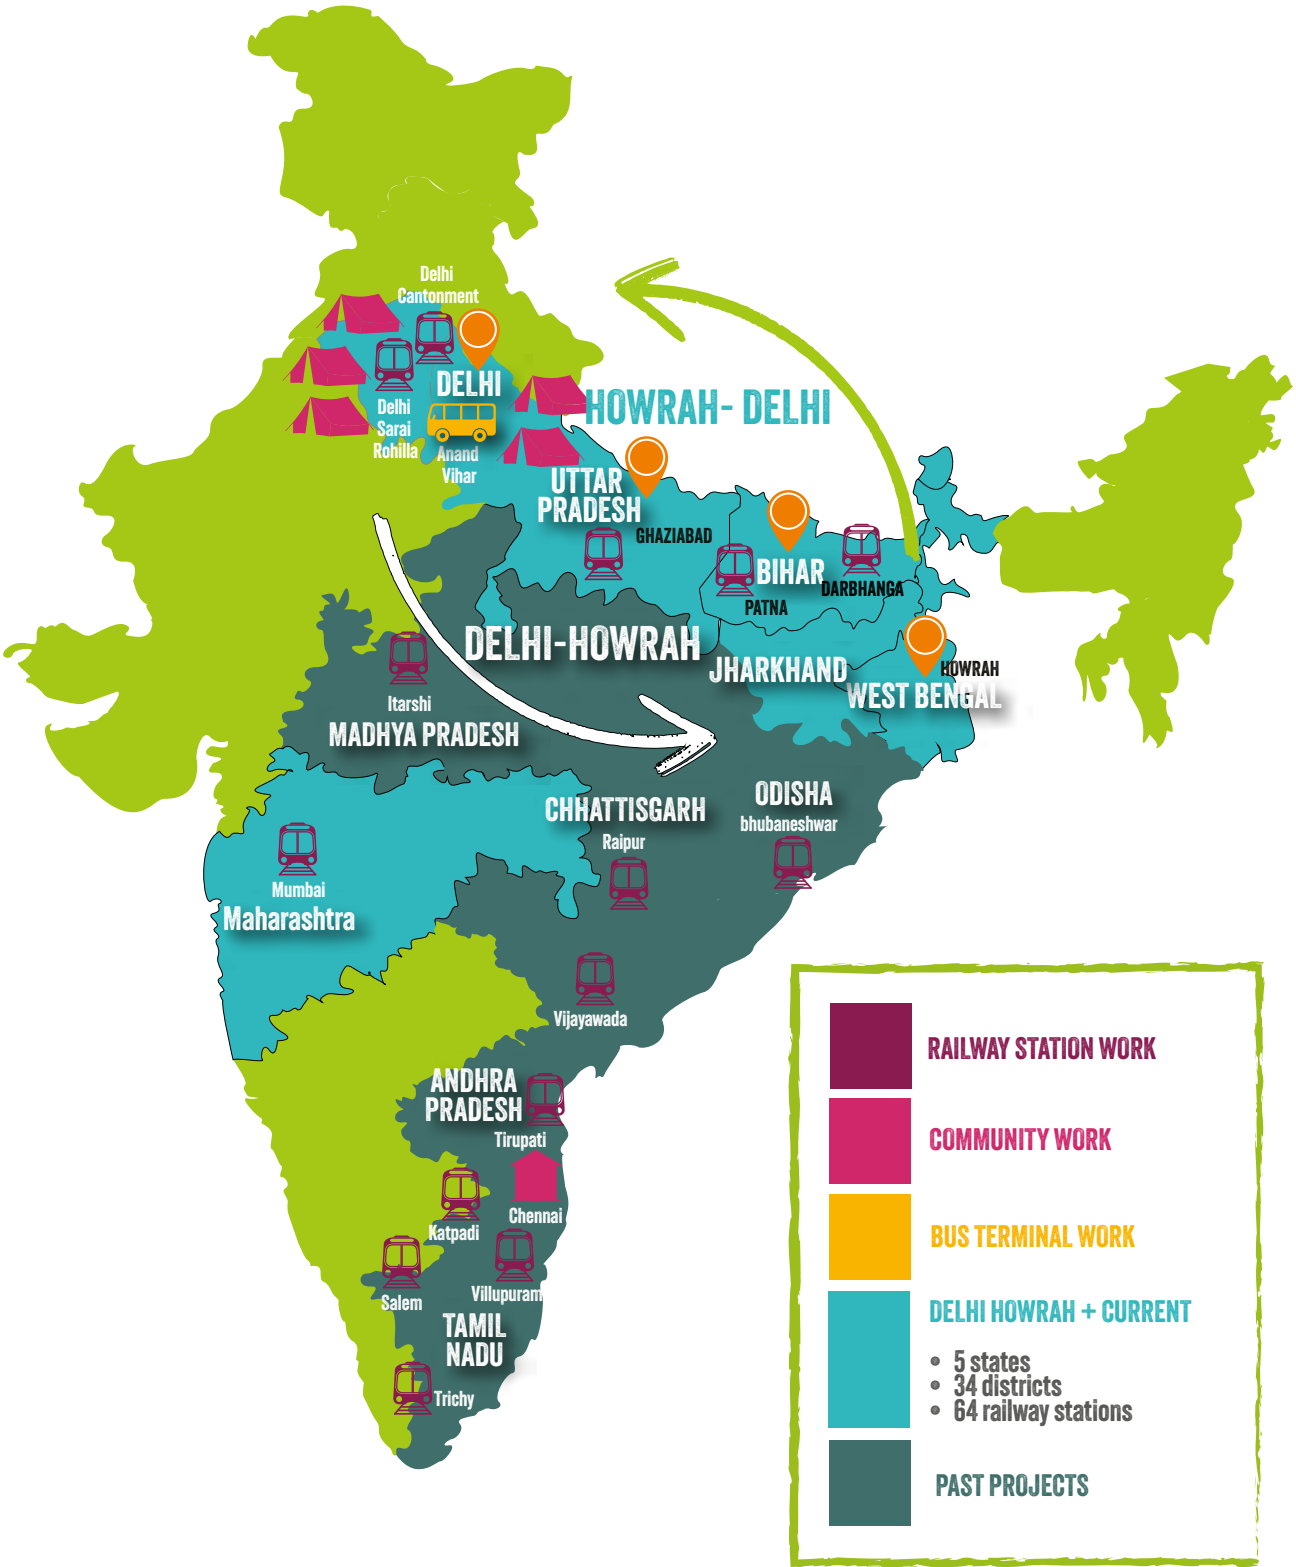 Delhi
Cantonment
DELHI
Delhi
Sarai
Rohilla
Anand
Vihar
HOWRAH- DELHI
UTTAR
PRADESH
GHAZIABAD
BIHAR
PATNA
DARBHANGA
DELHI-HOWRAH
JHARKHAND
HOWRAH
WEST BENGAL
Itarshi
MADHYA PRADESH
CHHATTISGARH
Raipur
ODISHA
bhubaneshwar
Mumbai
Maharashtra
Vijayawada
ANDHRA
PRADESH
Tirupati
Chennai
Katpadi
Villupuram
Salem
TAMIL
NADU
Trichy
RAILWAY STATION WORK
COMMUNITY WORK
BUS TERMINAL WORK
DELHI HOWRAH + CURRENT
• 5 states
• 34 districts
• 64 railway stations
PAST PROJECTS